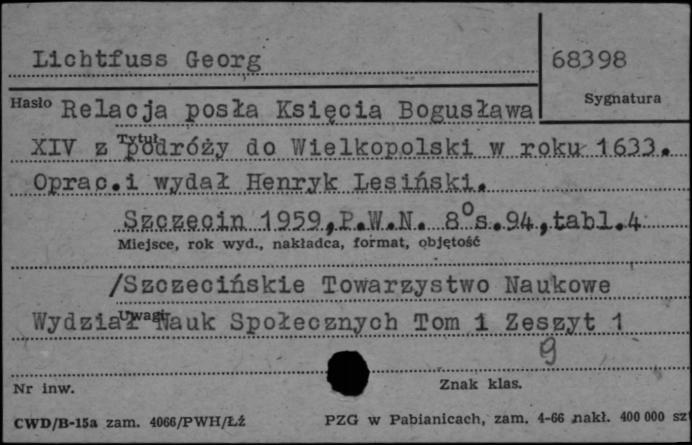 Lichtfuss Georg
68398
Hasło
Sygnatura
Relacja posła Księcia Bogusława
Tytuł
XIV z podróży do Wielkopolski w roku 1633.
Oprac.i wydał Henryk Lesiński.
Szczecin 1959,P.W.N. 8⁰s.94,tabl.4
Miejsce, rok wyd., nakładca, format, objętość
/Szczecińskie Towarzystwo Naukowe
Uwagi
Wydział Nauk Społecznych Tom 1 Zeszyt 1
9
Nr inw.
Znak klas.
CWD/B-15a zam. 4066/PWH/Łź
PZG w Pabianicach, zam. 4-66 nakł. 400 000 sz